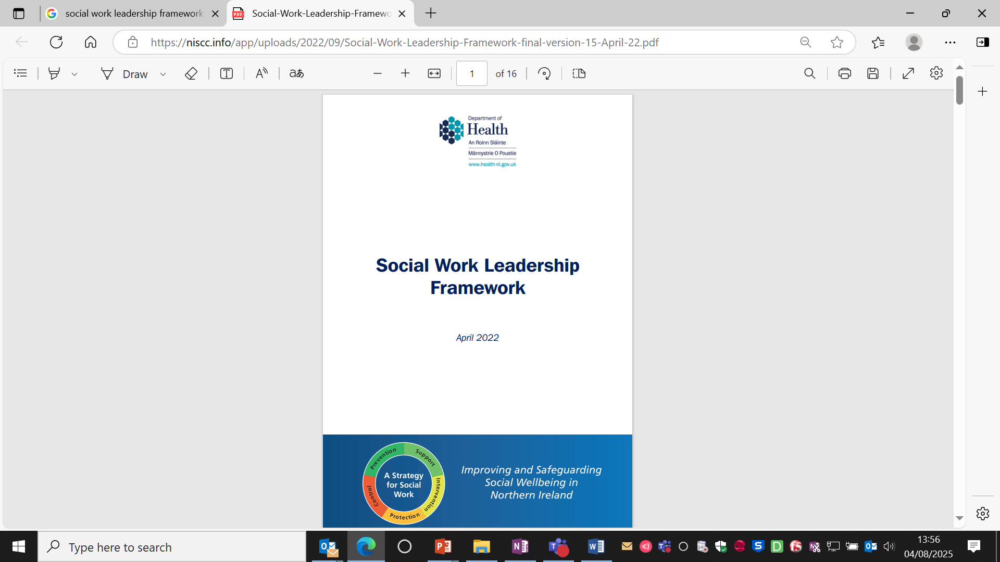 social work leadership framework
Social-Work-Leadership-Framewo
https://niscc.info/app/uploads/2022/09/Social-Work-Leadership-Framework-final-version-15-April-22.pdf
Draw
aあ
1 of 16
Department of
Health
An Roinn Sláinte
Männystrie O Poustie
www.health-ni.gov.uk
Social Work Leadership
Framework
April 2022
Prevention
Support
Intervention
Protection
Control
A Strategy
for Social
Work
Improving and Safeguarding
Social Wellbeing in
Northern Ireland
Type here to search
13:56
04/08/2025